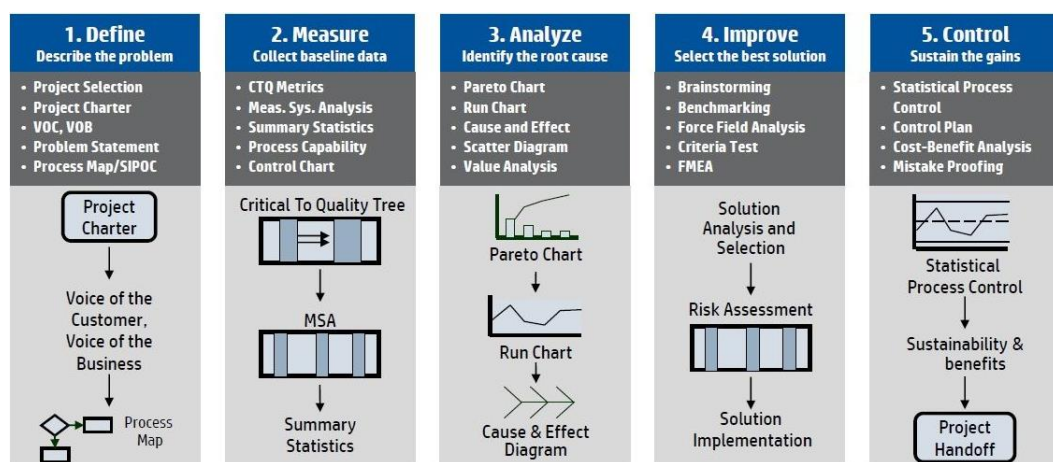 1. Define
Describe the problem
• Project Selection
• Project Charter
• VOC, VOB
• Problem Statement
• Process Map/SIPOC
Project
Charter
Voice of the
Customer,
Voice of the
Business
Process
Map
2. Measure
Collect baseline data
• CTQ Metrics
• Meas. Sys. Analysis
• Summary Statistics
• Process Capability
• Control Chart
Critical To Quality Tree
MSA
Summary
Statistics
3. Analyze
Identify the root cause
• Pareto Chart
• Run Chart
• Cause and Effect
• Scatter Diagram
• Value Analysis
Pareto Chart
Run Chart
Cause & Effect
Diagram
4. Improve
Select the best solution
• Brainstorming
• Benchmarking
• Force Field Analysis
• Criteria Test
• FMEA
Solution
Analysis and
Selection
Risk Assessment
Solution
Implementation
5. Control
Sustain the gains
• Statistical Process
Control
• Control Plan
• Cost-Benefit Analysis
• Mistake Proofing
Statistical
Process Control
Sustainability &
benefits
Project
Handoff